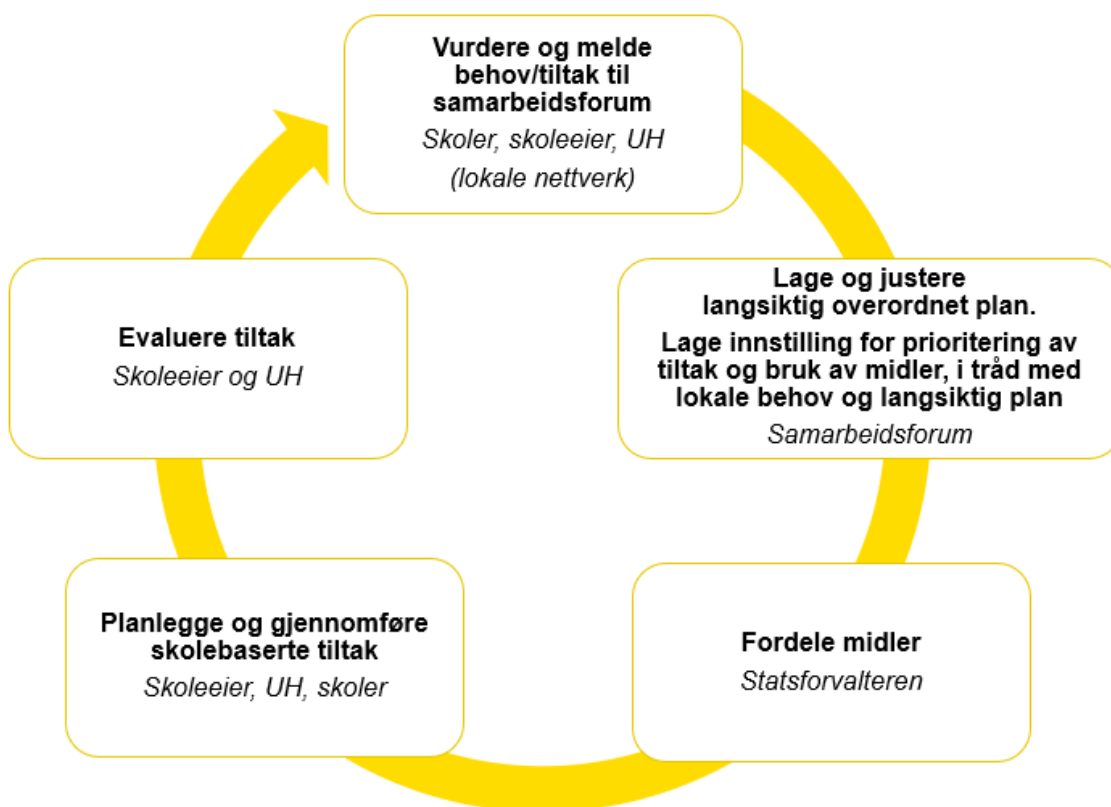 Vurdere og melde
behov/tiltak til
samarbeidsforum
Skoler, skoleeier, UH
(lokale nettverk)
Lage og justere
langsiktig overordnet plan.
Lage innstilling for prioritering av
tiltak og bruk av midler, i tråd med
lokale behov og langsiktig plan
Samarbeidsforum
Fordele midler
Statsforvalteren
Planlegge og gjennomføre
skolebaserte tiltak
Skoleeier, UH, skoler
Evaluere tiltak
Skoleeier og UH